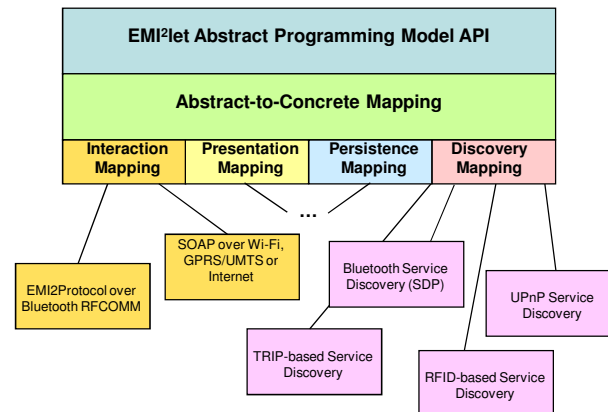 EMI²let Abstract Programming Model API
Abstract-to-Concrete Mapping
Interaction
Mapping
Presentation
Mapping
Persistence
Mapping
Discovery
Mapping
...
SOAP over Wi-Fi,
GPRS/UMTS or
Internet
EMI2Protocol over
Bluetooth RFCOMM
Bluetooth Service
Discovery (SDP)
UPnP Service
Discovery
TRIP-based Service
Discovery
RFID-based Service
Discovery